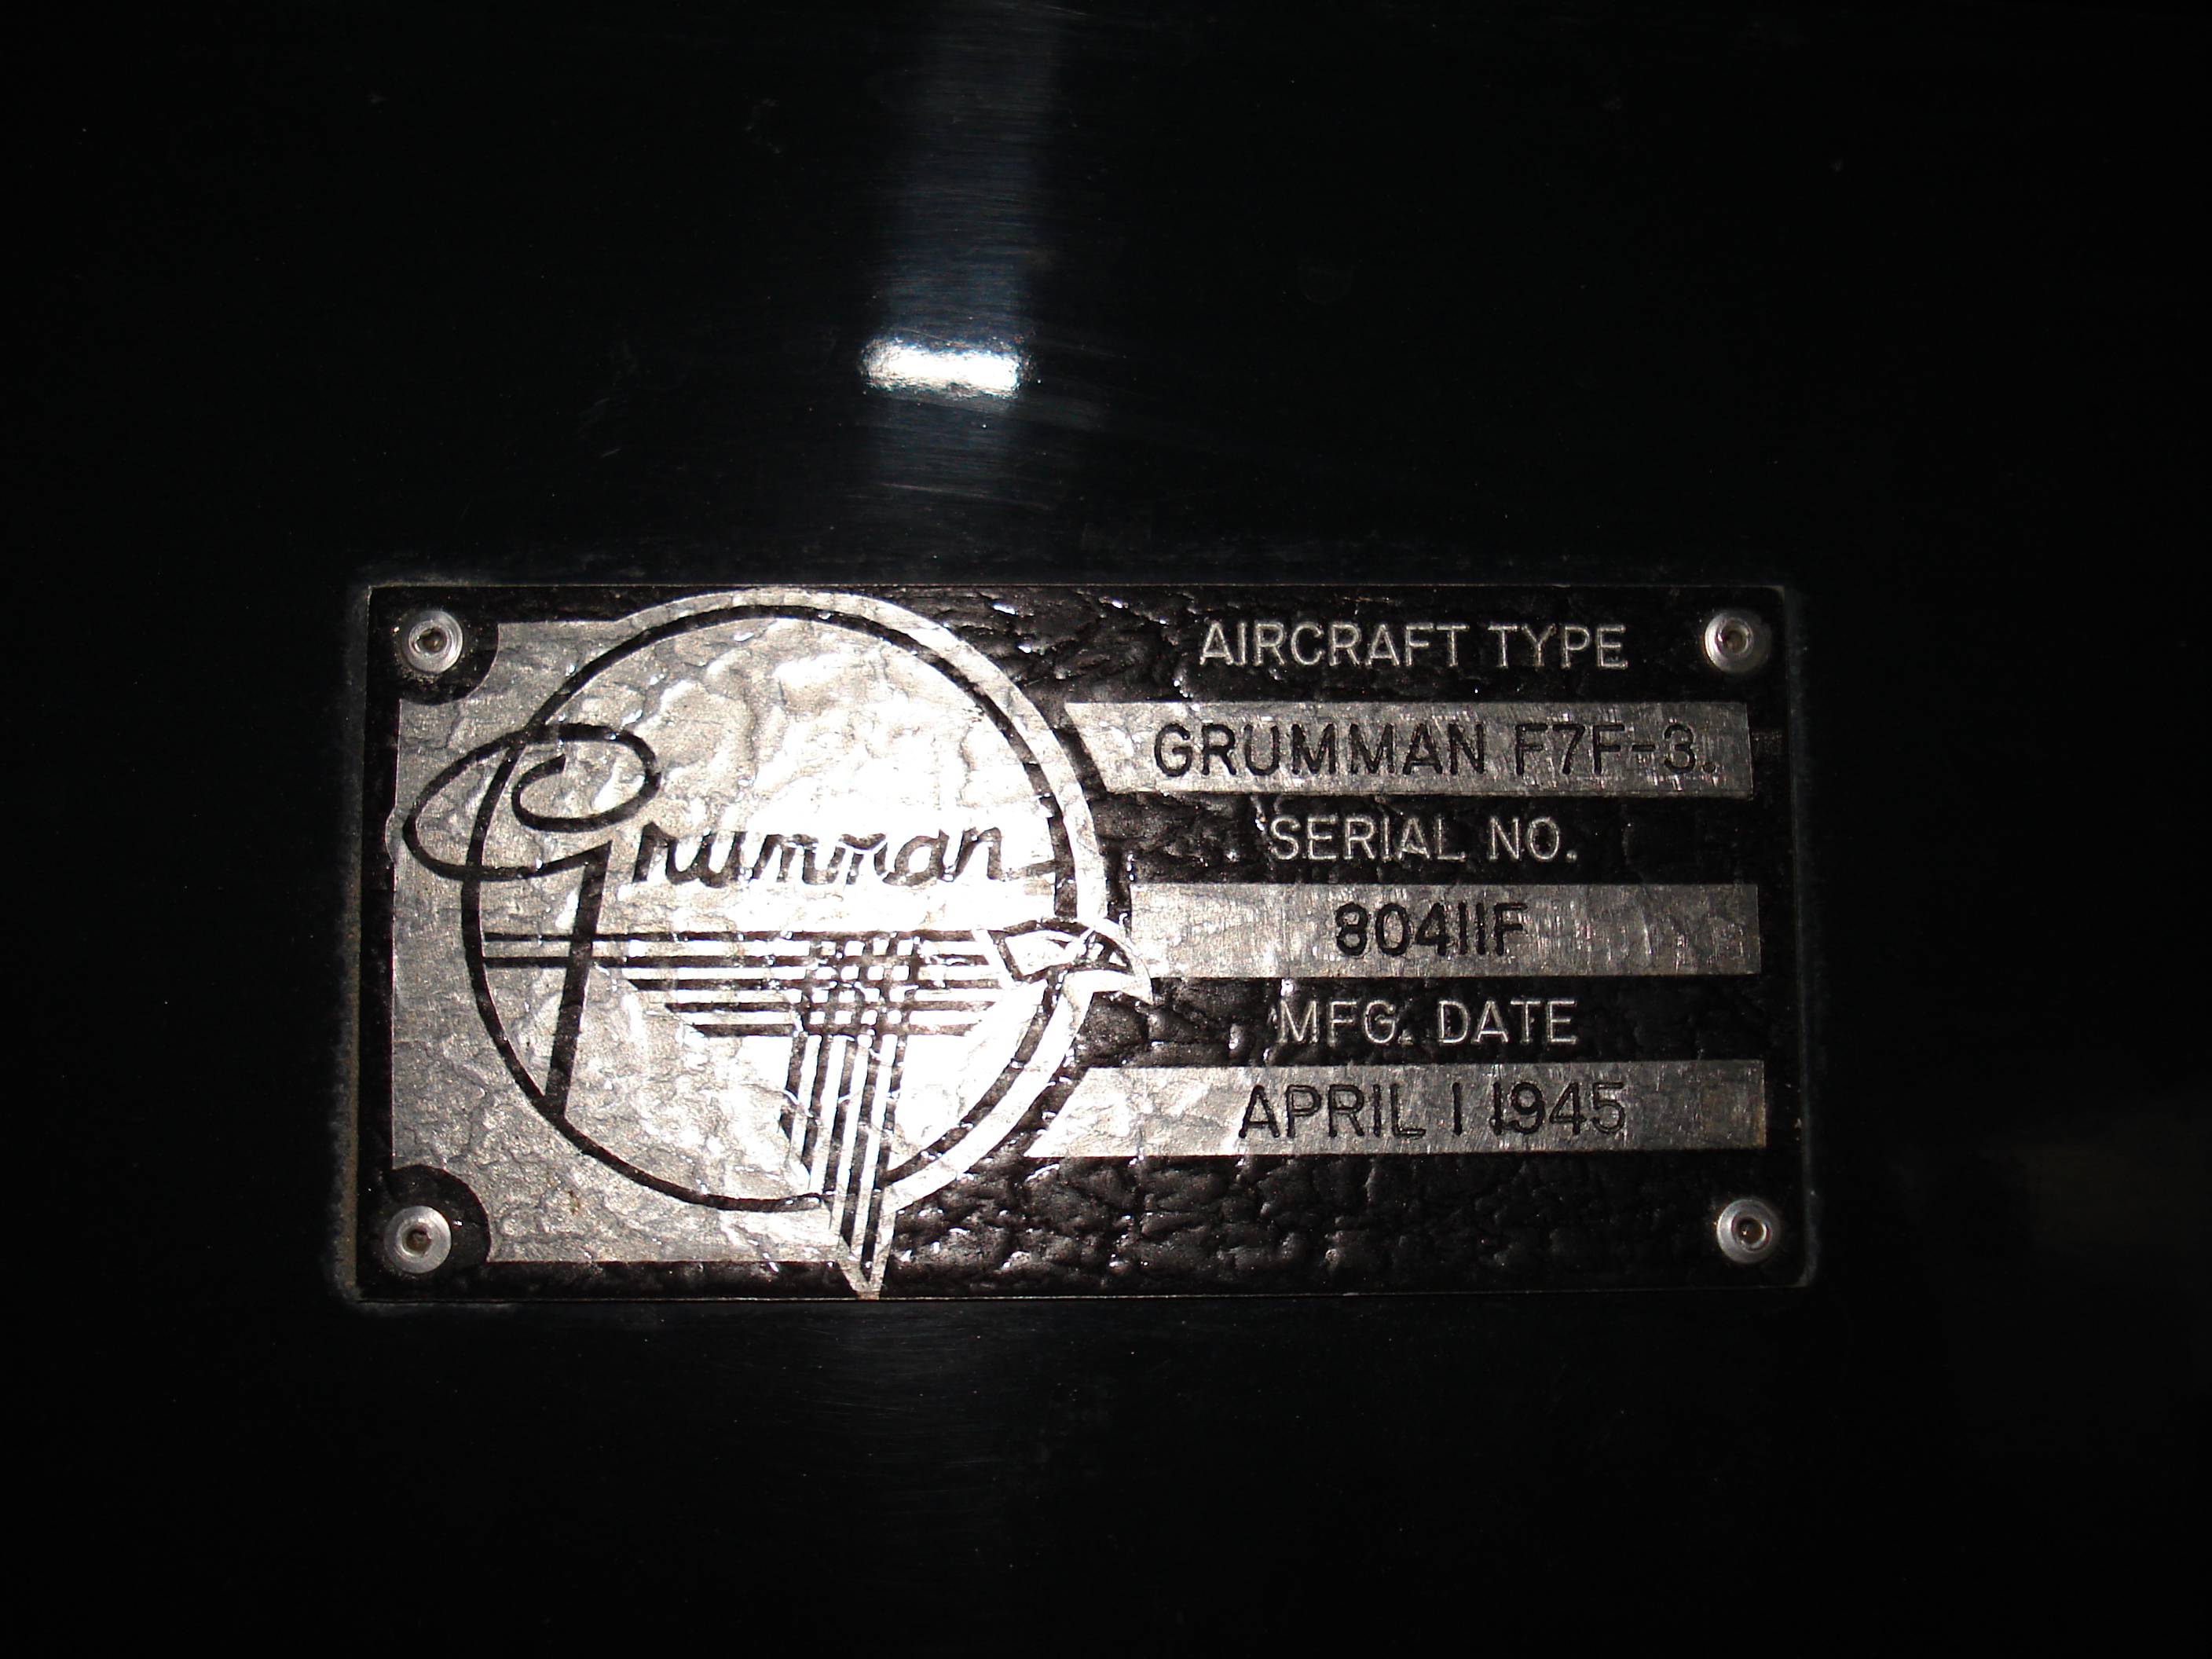 Grumman
AIRCRAFT TYPE
GRUMMAN F7F-3.
SERIAL NO.
80411F
MFG. DATE
APRIL 1 1945